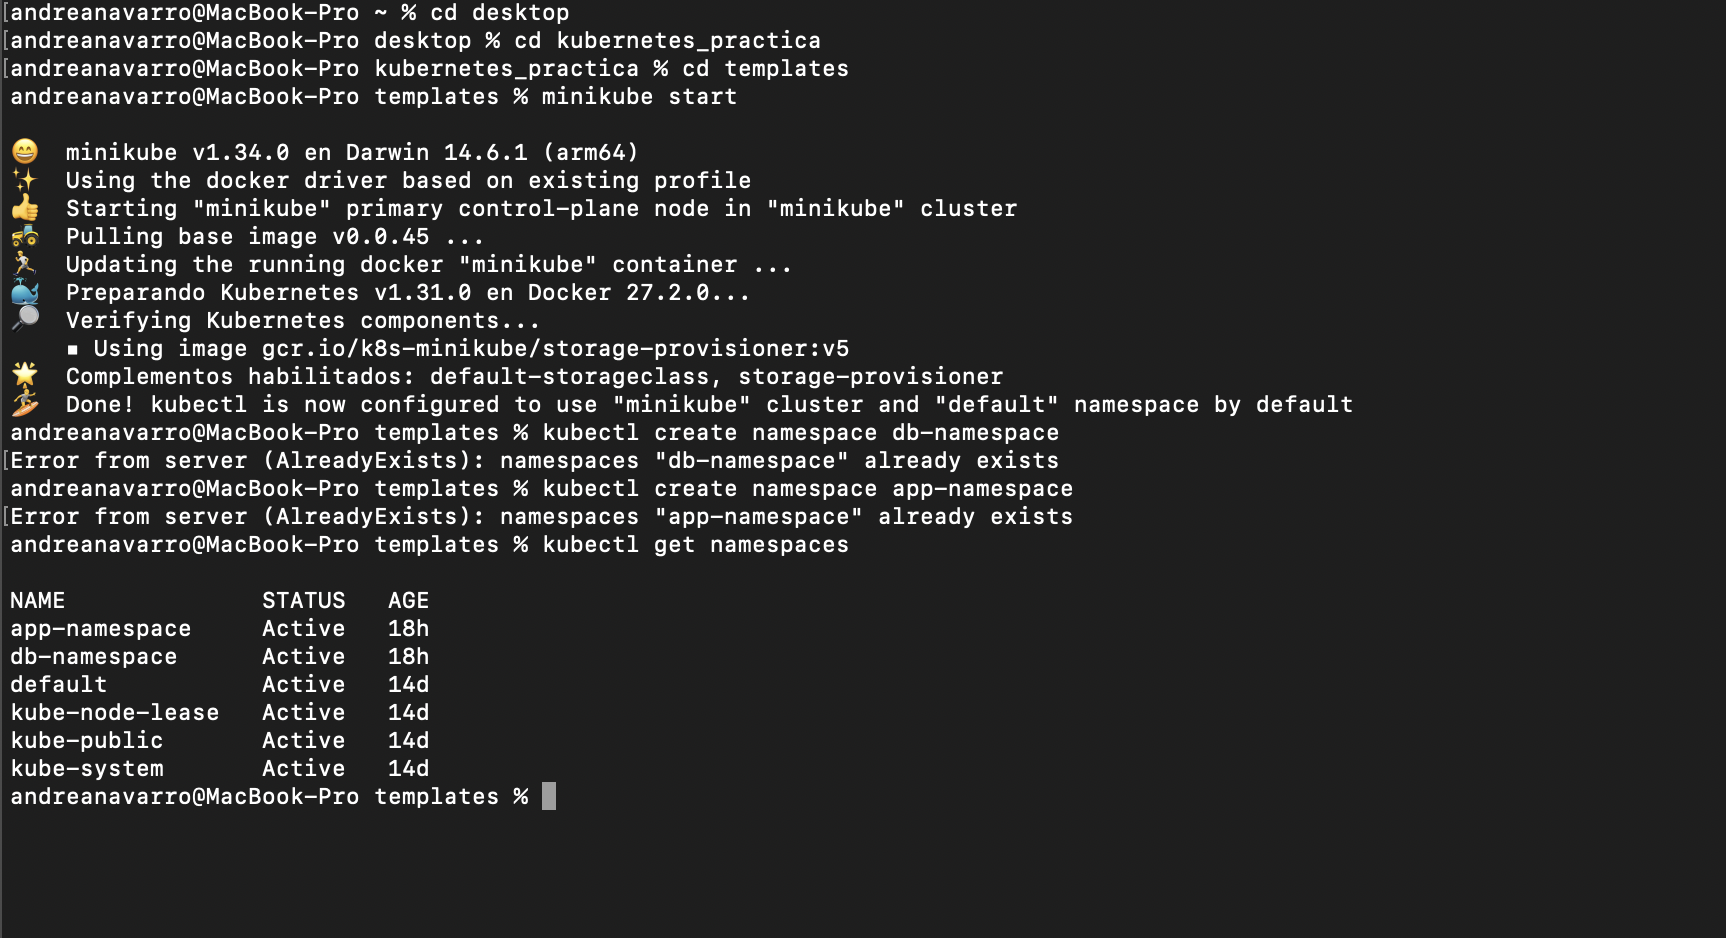 [andreanavarro@MacBook-Pro ~ % cd desktop
[andreanavarro@MacBook-Pro desktop % cd kubernetes_practica
[andreanavarro@MacBook-Pro kubernetes_practica % cd templates
andreanavarro@MacBook-Pro templates % minikube start
😄  minikube v1.34.0 en Darwin 14.6.1 (arm64)
✨  Using the docker driver based on existing profile
👍  Starting "minikube" primary control-plane node in "minikube" cluster
🚜  Pulling base image v0.0.45 ...
🏃  Updating the running docker "minikube" container ...
🐳  Preparando Kubernetes v1.31.0 en Docker 27.2.0...
🔎  Verifying Kubernetes components...
    ▪ Using image gcr.io/k8s-minikube/storage-provisioner:v5
🌟  Complementos habilitados: default-storageclass, storage-provisioner
🏄  Done! kubectl is now configured to use "minikube" cluster and "default" namespace by default
andreanavarro@MacBook-Pro templates % kubectl create namespace db-namespace
[Error from server (AlreadyExists): namespaces "db-namespace" already exists
andreanavarro@MacBook-Pro templates % kubectl create namespace app-namespace
[Error from server (AlreadyExists): namespaces "app-namespace" already exists
andreanavarro@MacBook-Pro templates % kubectl get namespaces
NAME              STATUS   AGE
app-namespace     Active   18h
db-namespace      Active   18h
default           Active   14d
kube-node-lease   Active   14d
kube-public       Active   14d
kube-system       Active   14d
andreanavarro@MacBook-Pro templates %